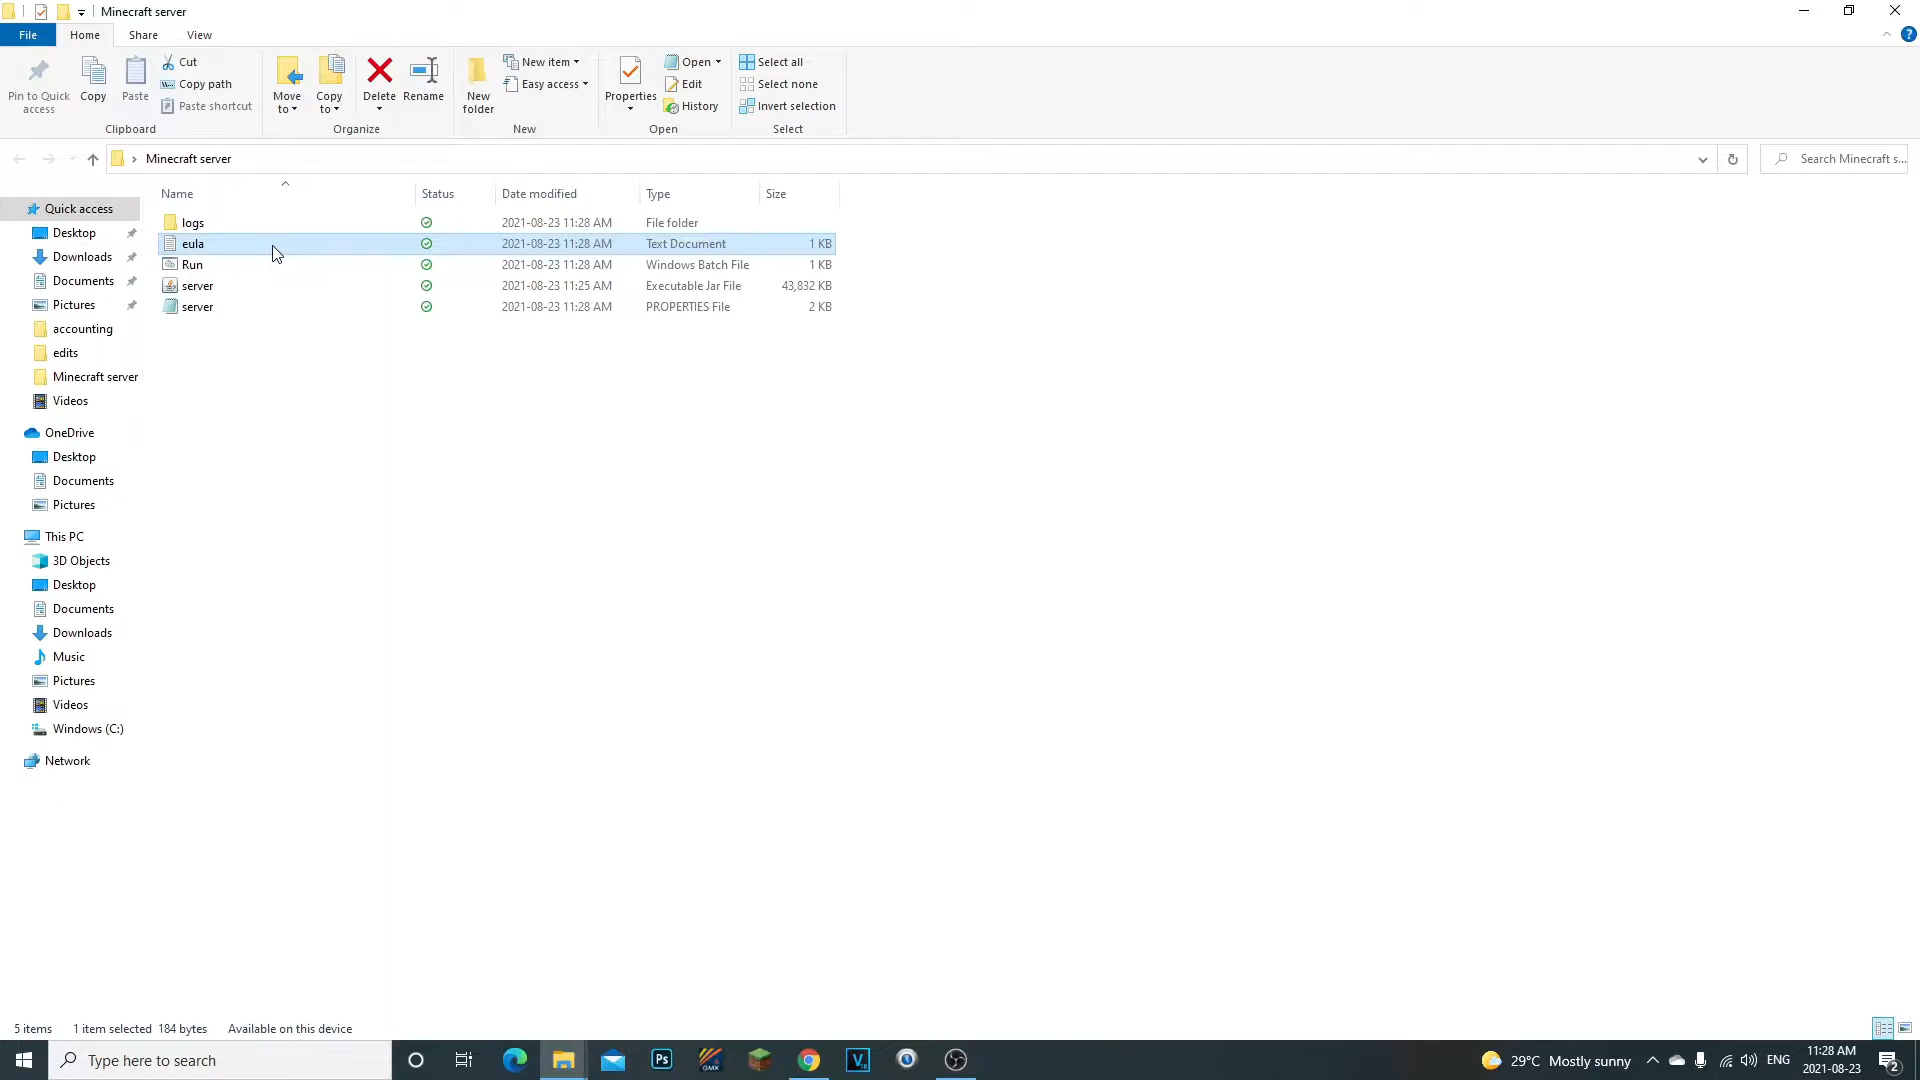 Minecraft server
File Home Share View
Pin to Quick access
Copy
Paste
Cut
Copy path
Paste shortcut
Clipboard
Move to
Copy to
Delete
Rename
Organize
New folder
New item
Easy access
New
Properties
Open
Edit
History
Open
Select all
Select none
Invert selection
Select
Minecraft server
Search Minecraft s...
Name Status Date modified Type Size
logs 2021-08-23 11:28 AM File folder
eula 2021-08-23 11:28 AM Text Document 1 KB
Run 2021-08-23 11:28 AM Windows Batch File 1 KB
server 2021-08-23 11:25 AM Executable Jar File 43,832 KB
server 2021-08-23 11:28 AM PROPERTIES File 2 KB
Quick access
Desktop
Downloads
Documents
Pictures
accounting
edits
Minecraft server
Videos
OneDrive
Desktop
Documents
Pictures
This PC
3D Objects
Desktop
Documents
Downloads
Music
Pictures
Videos
Windows (C:)
Network
5 items 1 item selected 184 bytes Available on this device
Type here to search
Ps
GMX
V
18
29°C Mostly sunny
ENG
11:28 AM
2021-08-23
2